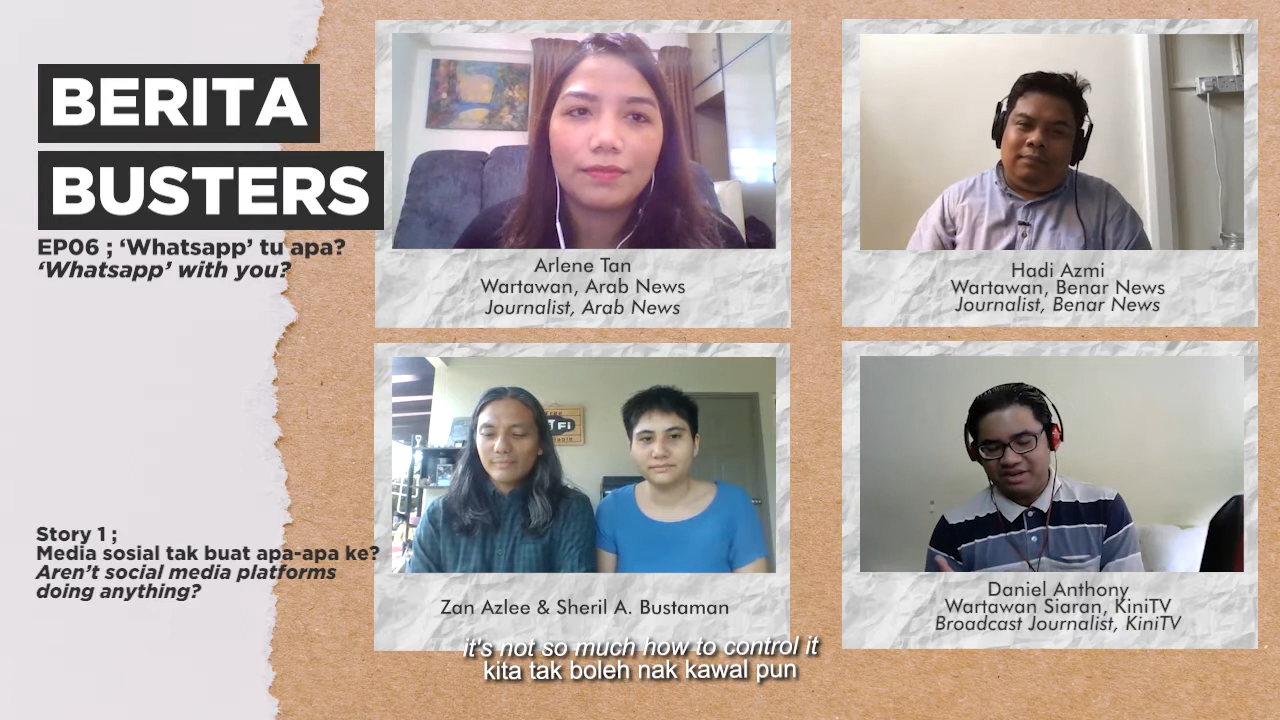 BERITA
BUSTERS
EP06 ; ‘Whatsapp’ tu apa?
‘Whatsapp’ with you?
Story 1 ;
Media sosial tak buat apa-apa ke?
Aren’t social media platforms
doing anything?
Arlene Tan
Wartawan, Arab News
Journalist, Arab News
Hadi Azmi
Wartawan, Benar News
Journalist, Benar News
Fi
Zan Azlee & Sheril A. Bustaman
Daniel Anthony
Wartawan Siaran, KiniTV
Broadcast Journalist, KiniTV
it's not so much how to control it
kita tak boleh nak kawal pun